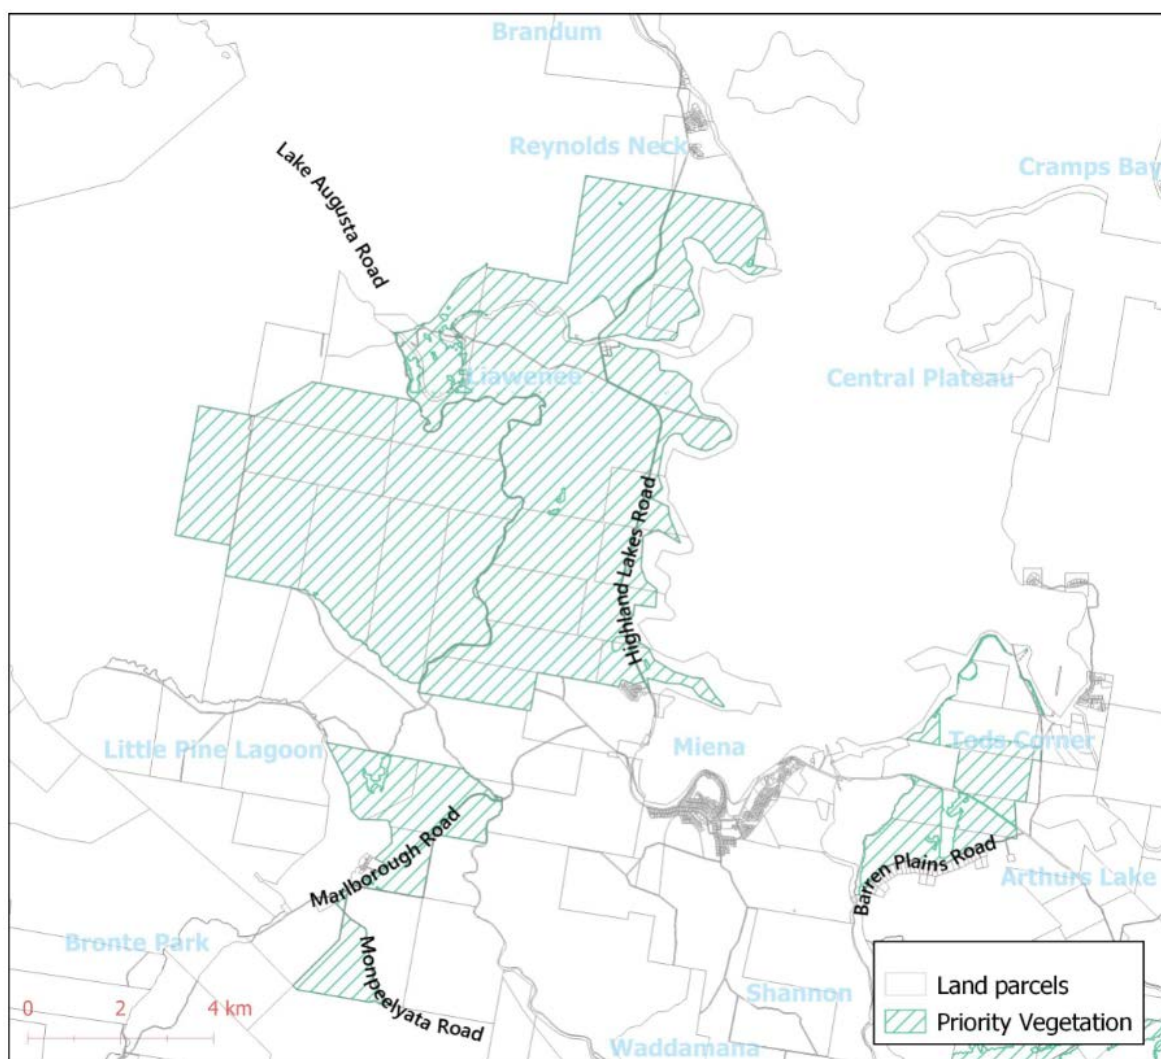 Brandum
Reynolds Neck
Cramps Bay
Lake Augusta Road
Liawenee
Central Plateau
Highland Lakes Road
Little Pine Lagoon
Miena
Tods Corner
Marlborough Road
Barren Plains Road
Arthurs Lake
Bronte Park
Monpeelyata Road
Shannon
Waddamana
0 2 4 km
Land parcels
Priority Vegetation